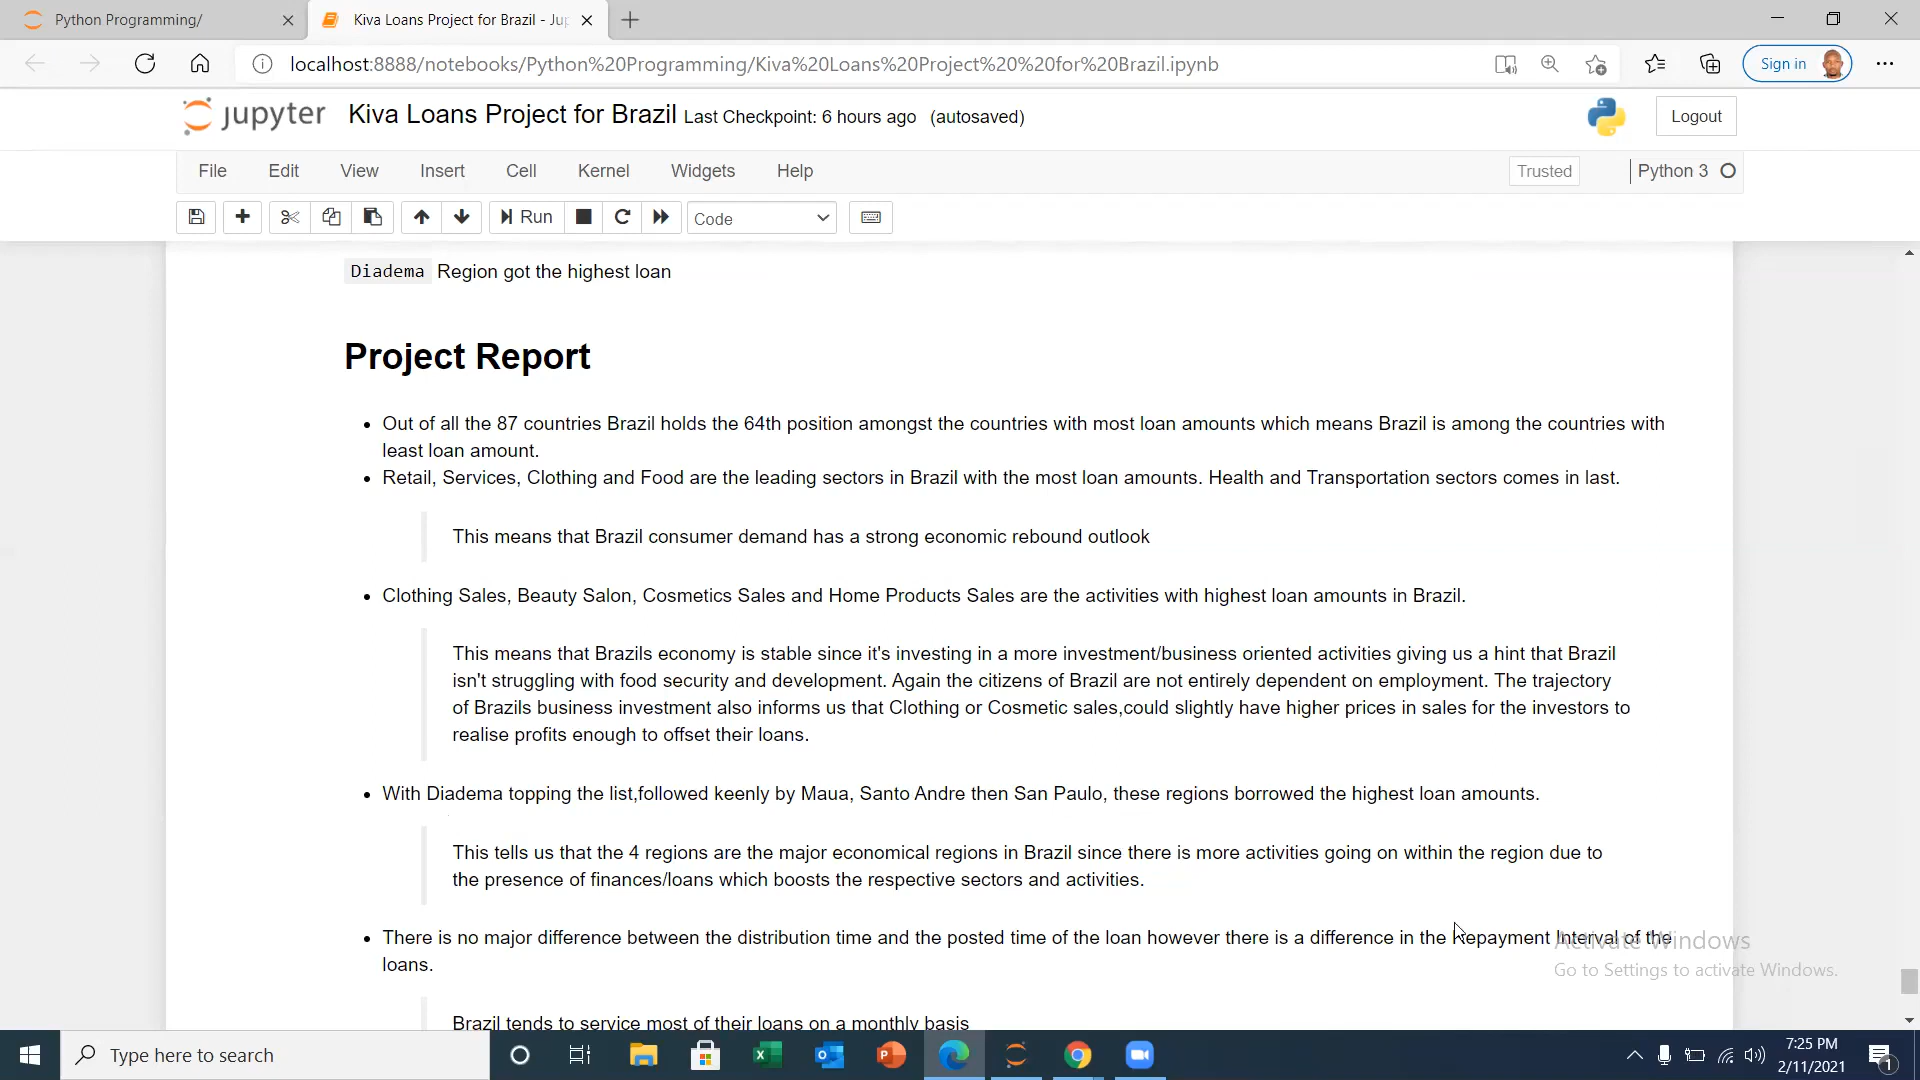 Python Programming/
Kiva Loans Project for Brazil - Jup
localhost:8888/notebooks/Python%20Programming/Kiva%20Loans%20Project%20%20for%20Brazil.ipynb
Sign in
jupyter Kiva Loans Project for Brazil Last Checkpoint: 6 hours ago (autosaved)
Logout
File Edit View Insert Cell Kernel Widgets Help
Trusted
Python 3
Run
Code
Diadema Region got the highest loan
Project Report
Out of all the 87 countries Brazil holds the 64th position amongst the countries with most loan amounts which means Brazil is among the countries with
least loan amount.
Retail, Services, Clothing and Food are the leading sectors in Brazil with the most loan amounts. Health and Transportation sectors comes in last.
This means that Brazil consumer demand has a strong economic rebound outlook
Clothing Sales, Beauty Salon, Cosmetics Sales and Home Products Sales are the activities with highest loan amounts in Brazil.
This means that Brazils economy is stable since it's investing in a more investment/business oriented activities giving us a hint that Brazil
isn't struggling with food security and development. Again the citizens of Brazil are not entirely dependent on employment. The trajectory
of Brazils business investment also informs us that Clothing or Cosmetic sales,could slightly have higher prices in sales for the investors to
realise profits enough to offset their loans.
With Diadema topping the list,followed keenly by Maua, Santo Andre then San Paulo, these regions borrowed the highest loan amounts.
This tells us that the 4 regions are the major economical regions in Brazil since there is more activities going on within the region due to
the presence of finances/loans which boosts the respective sectors and activities.
There is no major difference between the distribution time and the posted time of the loan however there is a difference in the Repayment Interval of the
loans.
Activate Windows
Go to Settings to activate Windows.
Brazil tends to service most of their loans on a monthly basis
Type here to search
7:25 PM
2/11/2021
1